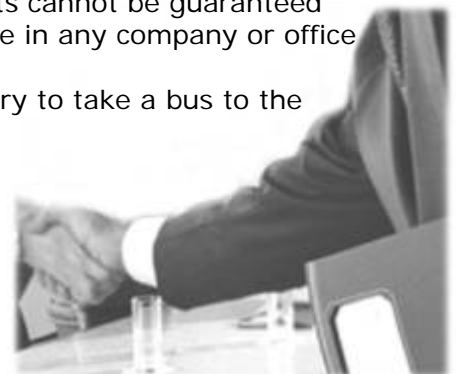 ts cannot be guaranteed
e in any company or office
ry to take a bus to the